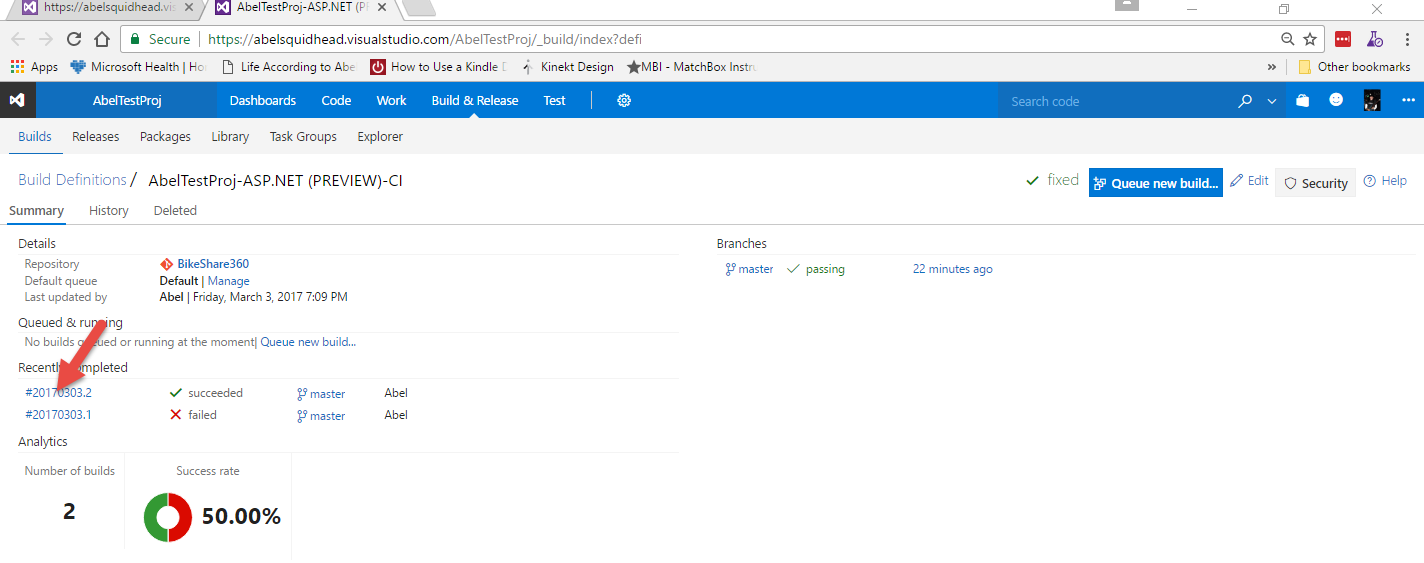 https://abelsquidhead.vis
AbelTestProj-ASP.NET (PR
Secure https://abelsquidhead.visualstudio.com/AbelTestProj/_build/index?defi
Apps Microsoft Health | Ho Life According to Abe How to Use a Kindle D Kinekt Design MBI - MatchBox Instru » Other bookmarks
AbelTestProj Dashboards Code Work Build & Release Test Search code
Builds Releases Packages Library Task Groups Explorer
Build Definitions / AbelTestProj-ASP.NET (PREVIEW)-CI fixed Queue new build... Edit Security Help
Summary History Deleted
Details
Repository BikeShare360
Default queue Default | Manage
Last updated by Abel | Friday, March 3, 2017 7:09 PM
Queued & running
No builds queued or running at the moment| Queue new build...
Recently completed
#20170303.2 succeeded master Abel
#20170303.1 failed master Abel
Analytics
Number of builds Success rate
2 50.00%
Branches
master passing 22 minutes ago